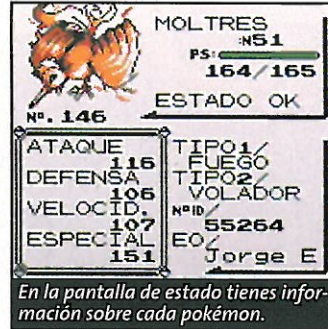 MOLTRES
:N51
PS:
164/165
ESTADO OK
Nº.146
ATAQUE
116
DEFENSA
106
VELOCID.
107
ESPECIAL
151
TIPO1/
FUEGO
TIPO2/
VOLADOR
NºID/
55264
EO/
Jorge E
En la pantalla de estado tienes infor-
mación sobre cada pokémon.